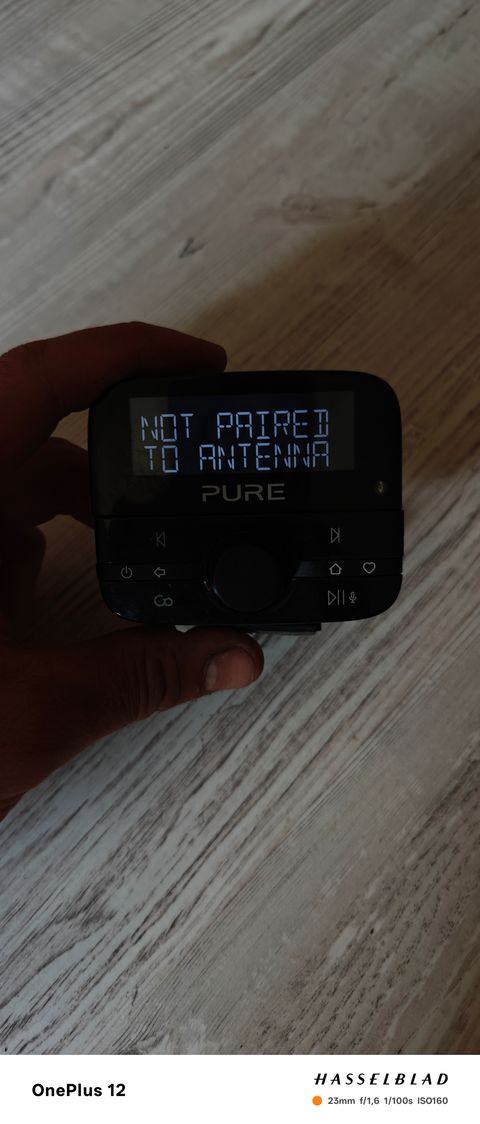 NOT PAIRED
TO ANTENNA
PURE
OnePlus 12
HASSELBLAD
23mm f/1,6 1/100s ISO160